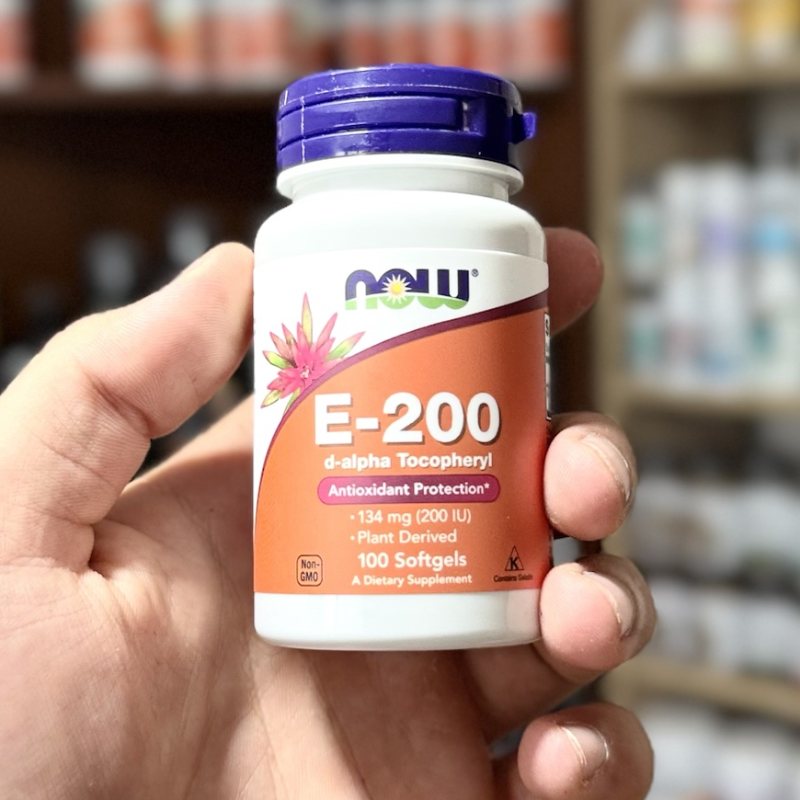 NOW®
E-200
d-alpha Tocopheryl
Antioxidant Protection*
• 134 mg (200 IU)
• Plant Derived
100 Softgels
A Dietary Supplement
Non-
GMO
K
Contains Gelatin